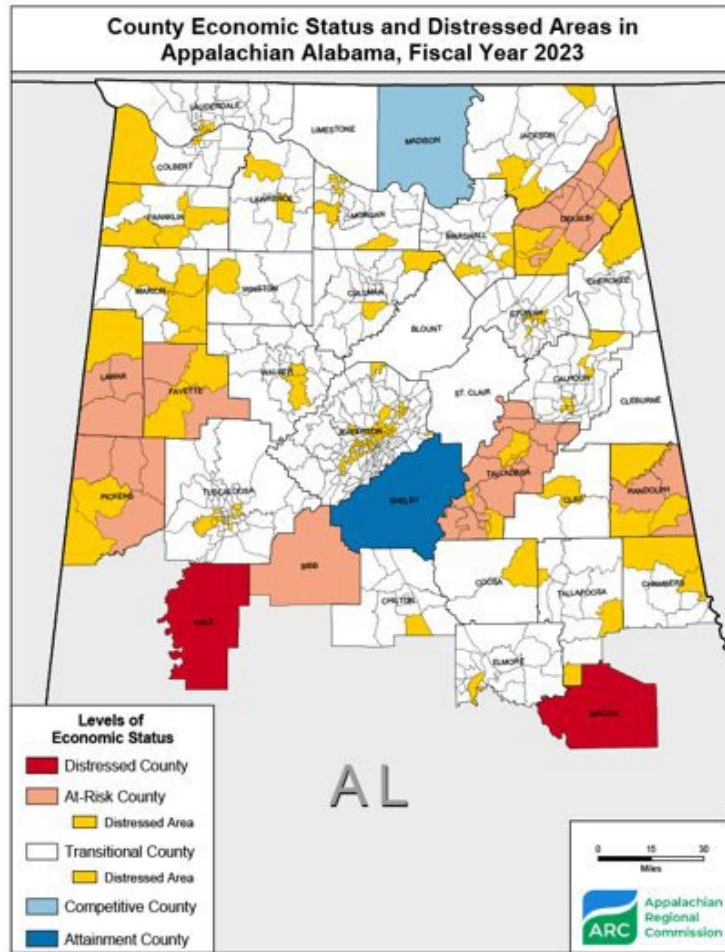 County Economic Status and Distressed Areas in
Appalachian Alabama, Fiscal Year 2023
LAUDERDALE
LIMESTONE
MADISON
JACKSON
COLBERT
LAWRENCE
FRANKLIN
MORGAN
MARSHALL
DEKALB
MARION
WINSTON
CULLMAN
CHEROKEE
ETOWAH
BLOUNT
LAMAR
FAYETTE
WALKER
CALHOUN
ST. CLAIR
CLEBURNE
JEFFERSON
TALLADEGA
PICKENS
TUSCALOOSA
SHELBY
CLAY
RANDOLPH
BIBB
HALE
CHILTON
COOSA
TALLAPOOSA
CHAMBERS
ELMORE
MACON
AL
Levels of
Economic Status
Distressed County
At-Risk County
Distressed Area
Transitional County
Distressed Area
Competitive County
Attainment County
0 15 30
Miles
ARC
Appalachian
Regional
Commission